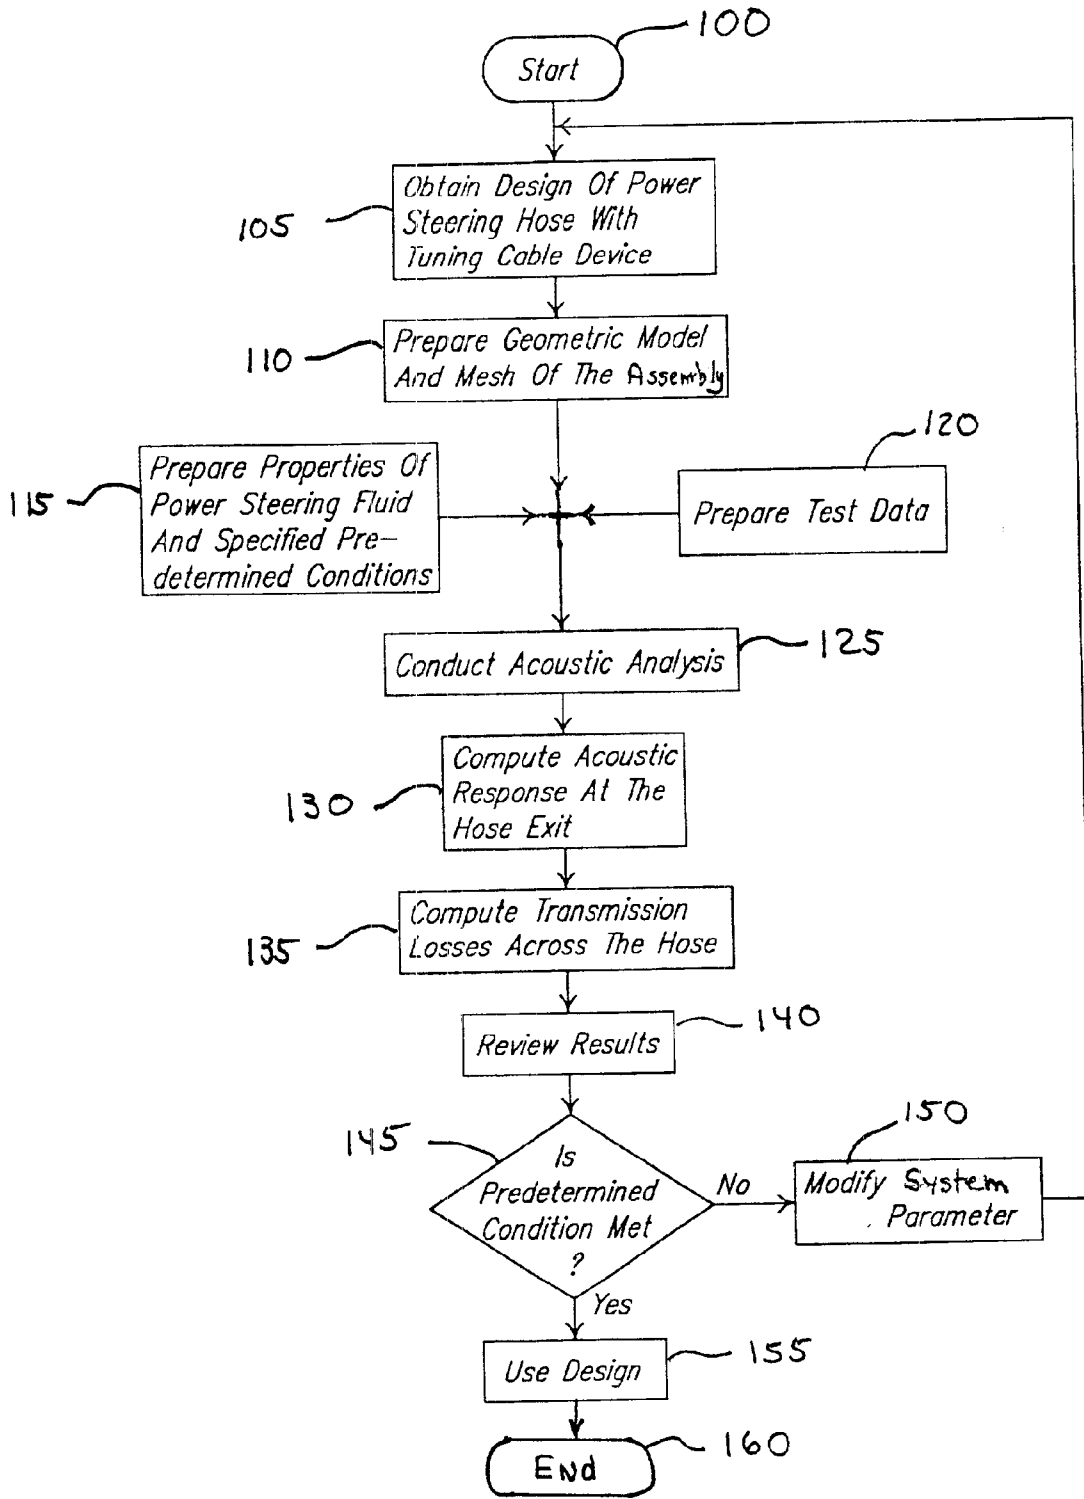 100
Start
105
Obtain Design Of Power
Steering Hose With
Tuning Cable Device
110
Prepare Geometric Model
And Mesh Of The Assembly
115
Prepare Properties Of
Power Steering Fluid
And Specified Pre-
determined Conditions
120
Prepare Test Data
125
Conduct Acoustic Analysis
130
Compute Acoustic
Response At The
Hose Exit
135
Compute Transmission
Losses Across The Hose
140
Review Results
145
Is
Predetermined
Condition Met
?
No
150
Modify System
Parameter
Yes
155
Use Design
160
End